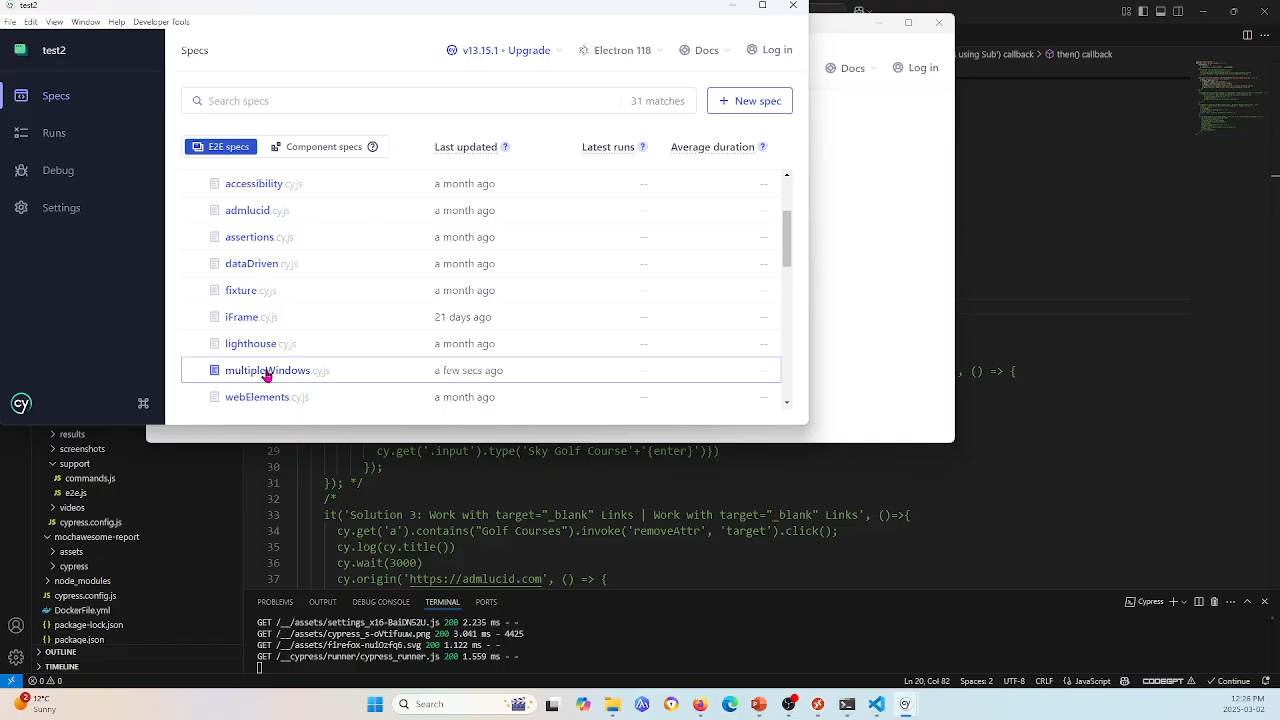 test2
File Edit View Window Help Developer Tools
test2
Specs
v13.15.1 • Upgrade
Electron 118
Docs
Log in
Docs
Log in
using Sub') callback > then() callback
Specs
Runs
Debug
Settings
Search specs
31 matches
+ New spec
E2E specs
Component specs ?
Last updated ?
Latest runs ?
Average duration ?
accessibility.cy.js a month ago -- --
admlucid.cy.js a month ago -- --
assertions.cy.js a month ago -- --
dataDriven.cy.js a month ago -- --
fixture.cy.js a month ago -- --
iFrame.cy.js 21 days ago -- --
lighthouse.cy.js a month ago -- --
multipleWindows.cy.js a few secs ago -- --
webElements.cy.js a month ago -- --
cy
, () => {
results
screenshots
support
JS commands.js
JS e2e.js
videos
JS cypress.config.js
mochawesome-report
assets
cypress
node_modules
JS cypress.config.js
DockerFile.yml
{} package-lock.json
{} package.json
OUTLINE
TIMELINE
29 cy.get('.input').type('Sky Golf Course'+'{enter}')})
30 });
31 }); */
32 /*
33 it('Solution 3: Work with target="_blank" Links | Work with target="_blank" Links', ()=>{
34 cy.get('a').contains("Golf Courses").invoke('removeAttr', 'target').click();
35 cy.log(cy.title())
36 cy.wait(3000)
37 cy.origin('https://admlucid.com', () => {
PROBLEMS OUTPUT DEBUG CONSOLE TERMINAL PORTS
Cypress
GET /__/assets/settings_x16-BaiDN52U.js 200 2.235 ms - -
GET /__/assets/cypress_s-oVtifuuw.png 200 3.041 ms - 4425
GET /__/assets/firefox-nu1Ozfq6.svg 200 1.122 ms - -
GET /__cypress/runner/cypress_runner.js 200 1.559 ms - -
0 0 0
Ln 20, Col 82 Spaces: 2 UTF-8 CRLF {} JavaScript CODEGPT Continue
2
12°C
Sunny
Search
12:26 PM
2025-03-02